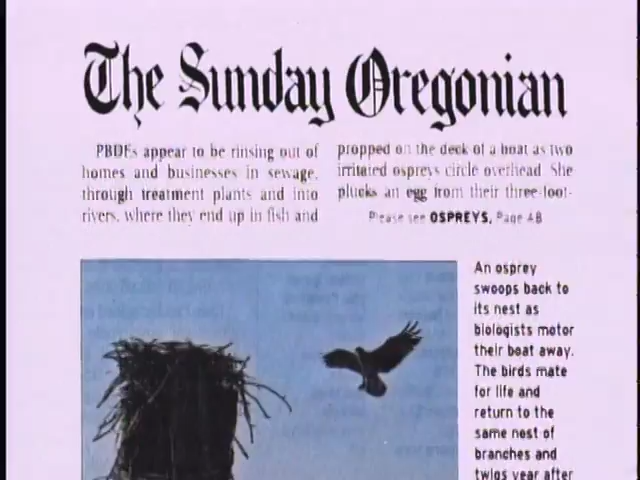 The Sunday Oregonian
PBDEs appear to be rinsing out of
homes and businesses in sewage,
through treatment plants and into
rivers, where they end up in fish and
propped on the deck of a boat as two
irritated ospreys circle overhead. She
plucks an egg from their three-foot-
Please see OSPREYS, Page 4B
An osprey
swoops back to
its nest as
biologists motor
their boat away.
The birds mate
for life and
return to the
same nest of
branches and
twigs year after